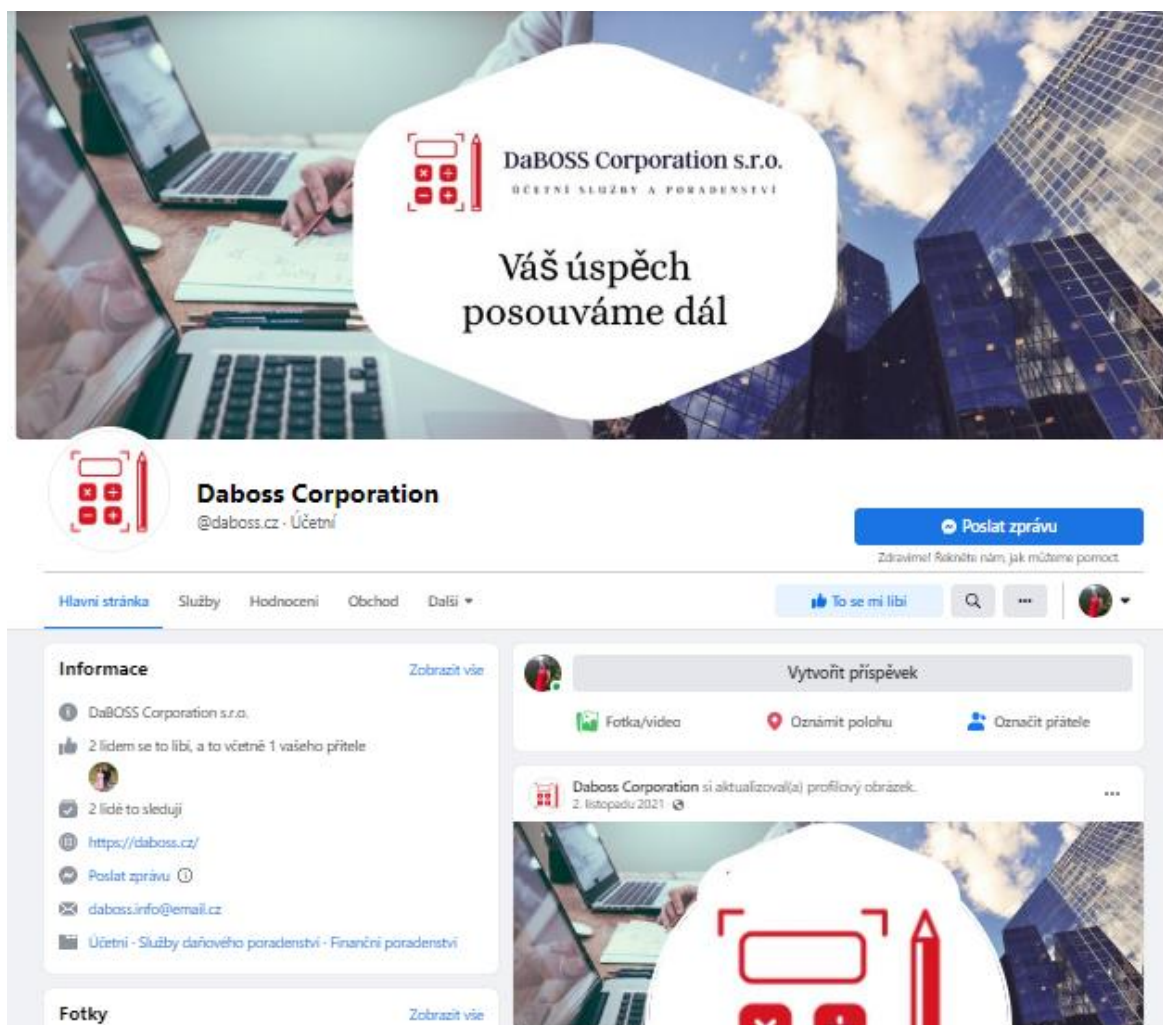 DaBOSS Corporation s.r.o.
ÚČETNÍ SLUŽBY A PORADENSTVÍ
Váš úspěch
posouváme dál
Daboss Corporation
@daboss.cz · Účetní
Poslat zprávu
Zdravíme! Řekněte nám, jak můžeme pomoct.
Hlavní stránka Služby Hodnocení Obchod Další
To se mi líbí
Informace Zobrazit vše
DaBOSS Corporation s.r.o.
2 lidem se to líbí, a to včetně 1 vašeho přítele
2 lidé to sledují
https://daboss.cz/
Poslat zprávu
daboss.info@email.cz
Účetní · Služby daňového poradenství · Finanční poradenství
Fotky Zobrazit vše
Vytvořit příspěvek
Fotka/video Oznámit polohu Označit přátele
Daboss Corporation si aktualizoval(a) profilový obrázek.
2. listopadu 2021